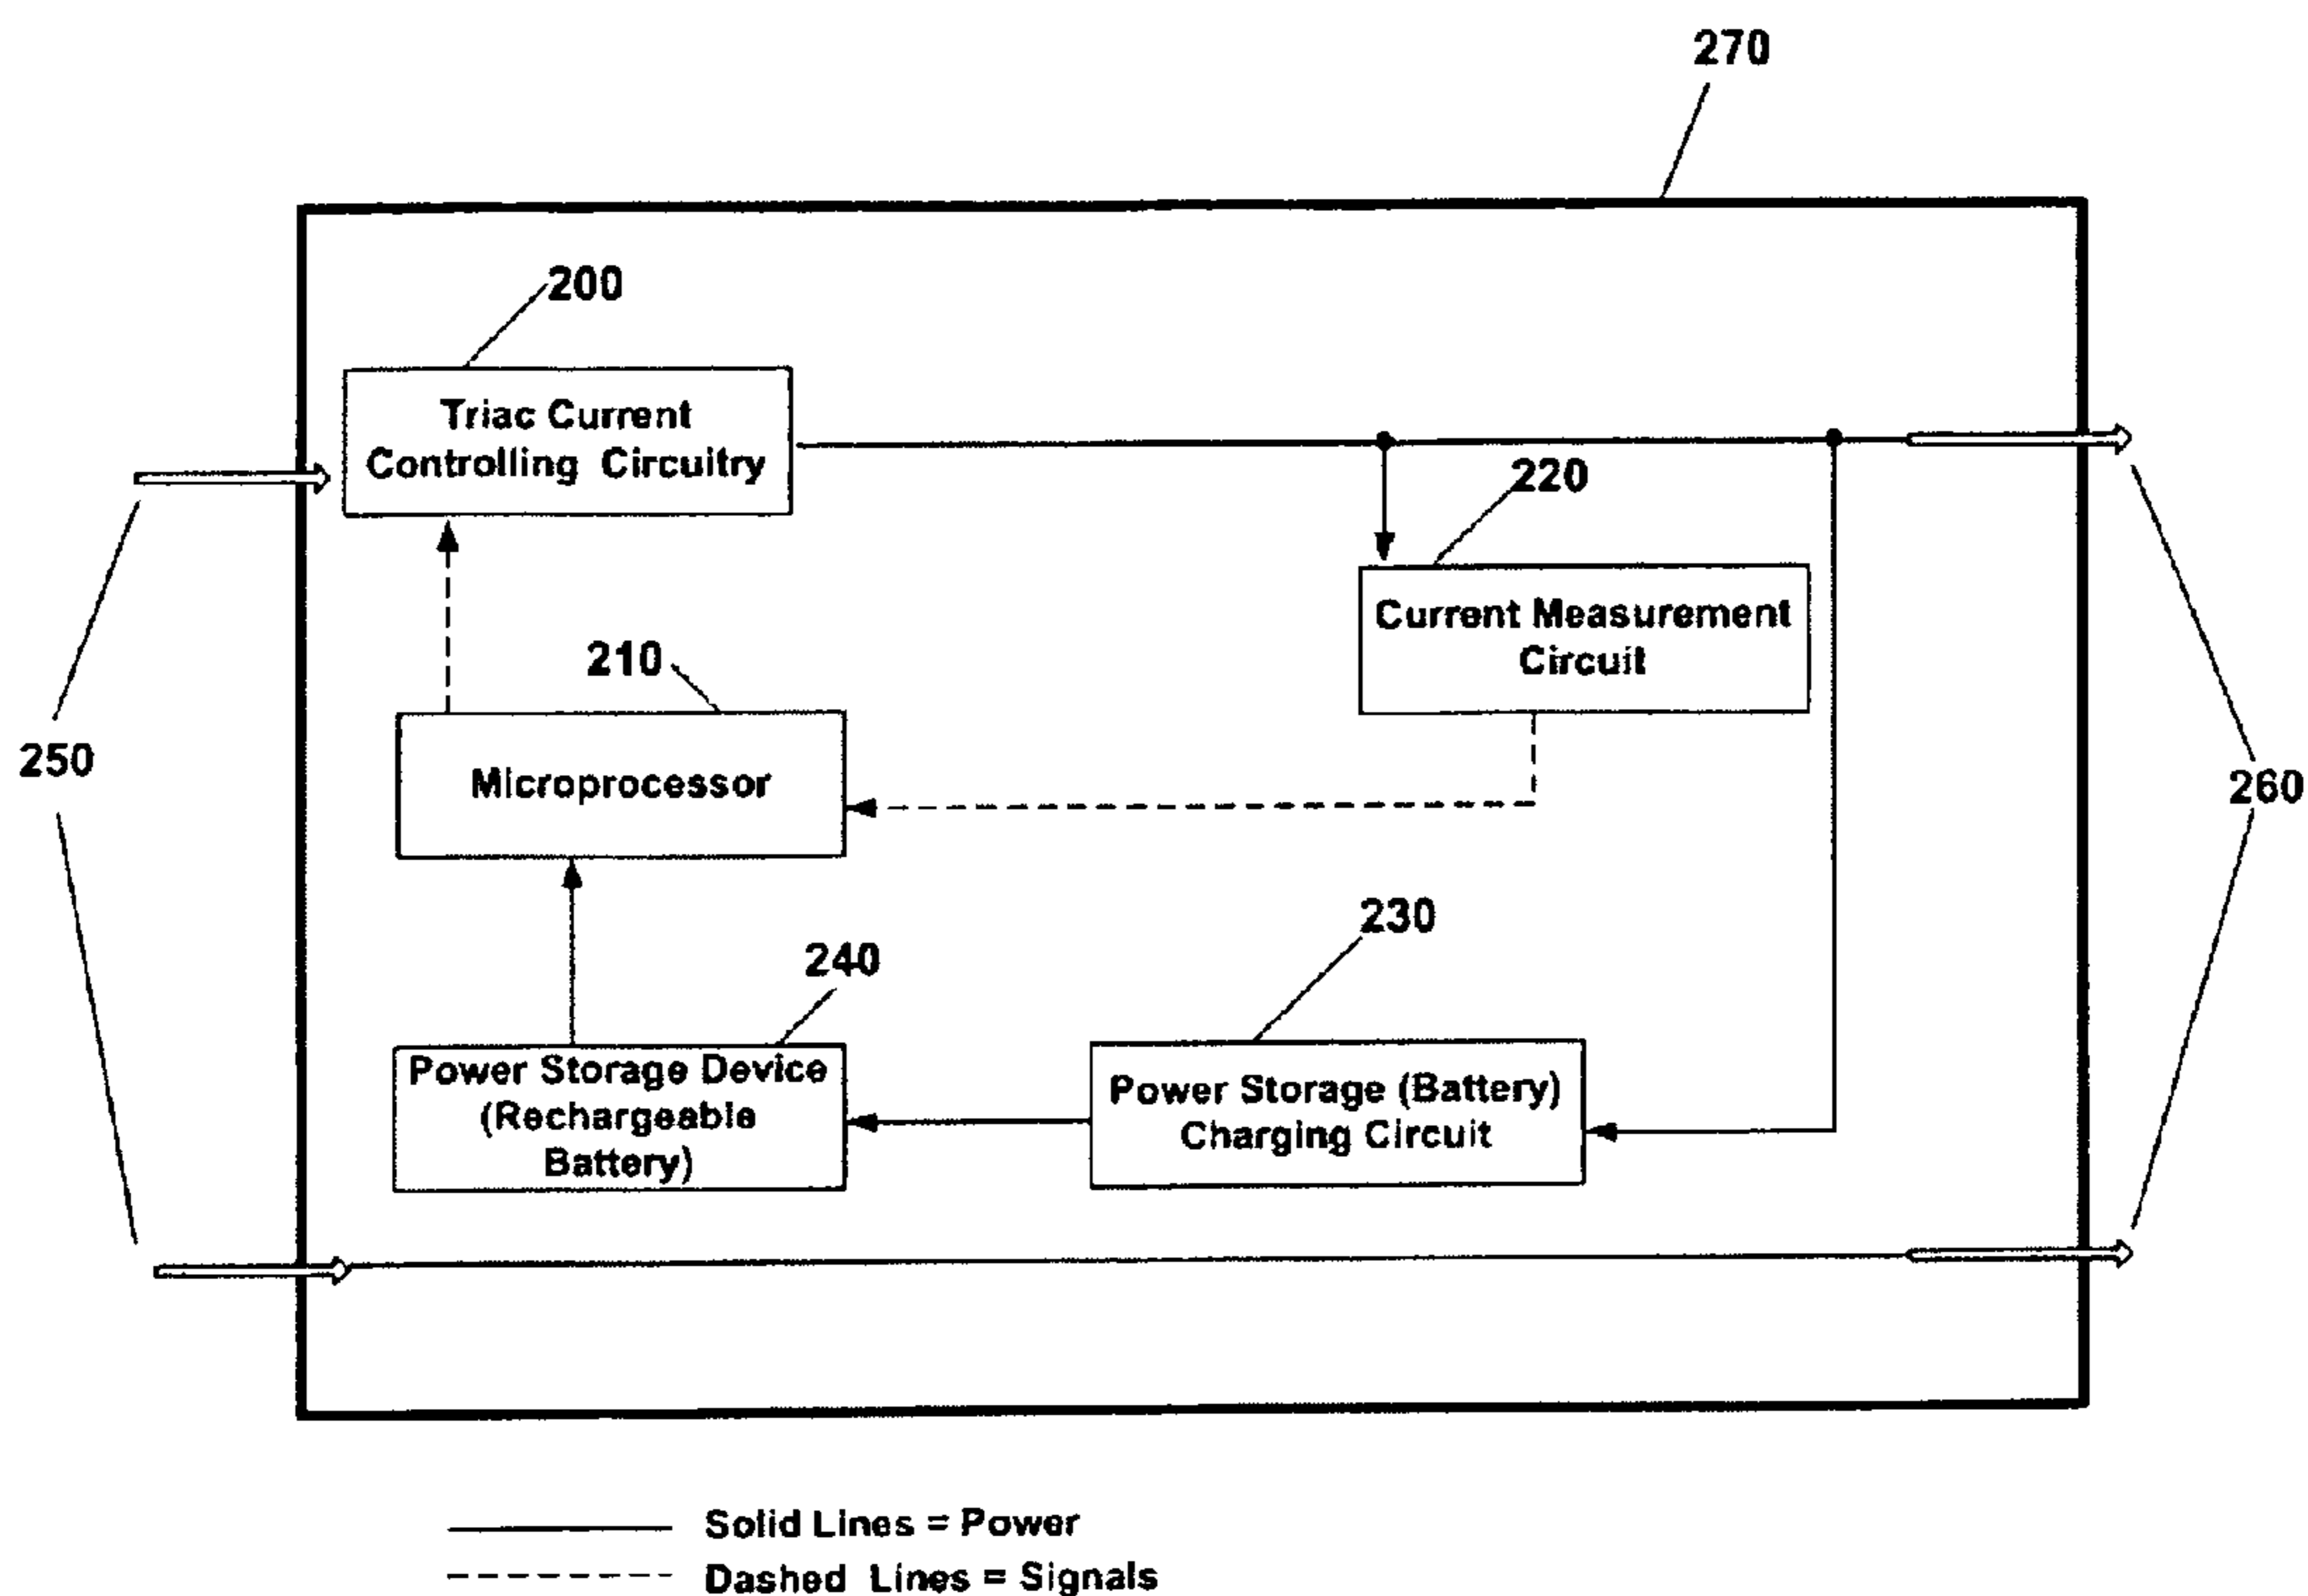 270
200
Triac Current
Controlling Circuitry
220
Current Measurement
Circuit
210
Microprocessor
250
260
230
240
Power Storage Device
(Rechargeable
Battery)
Power Storage (Battery)
Charging Circuit
Solid Lines = Power
Dashed Lines = Signals